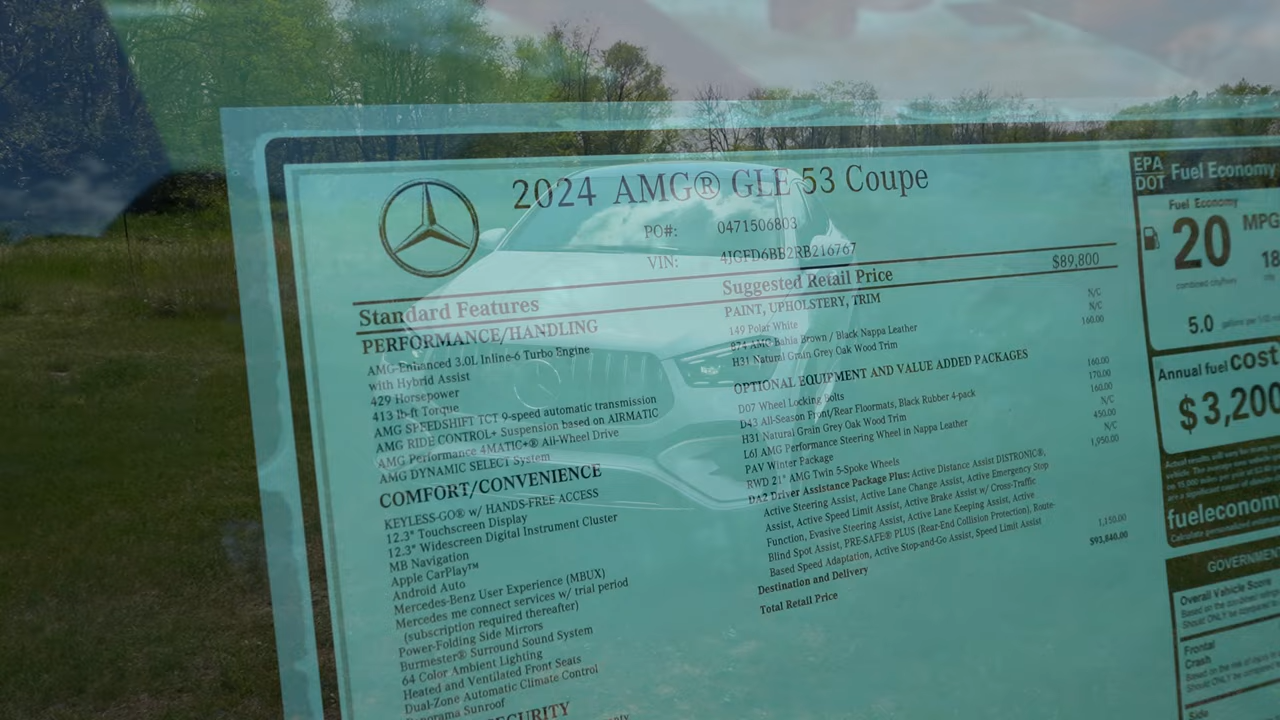 2024 AMG® GLE 53 Coupe
PO#: 0471506803
VIN: 4JGFD6BB2RB216767
Standard Features
PERFORMANCE/HANDLING
AMG-Enhanced 3.0L Inline-6 Turbo Engine
with Hybrid Assist
429 Horsepower
413 lb-ft Torque
AMG SPEEDSHIFT TCT 9-speed automatic transmission
AMG RIDE CONTROL+ Suspension based on AIRMATIC
AMG Performance 4MATIC+® All-Wheel Drive
AMG DYNAMIC SELECT System
COMFORT/CONVENIENCE
KEYLESS-GO® w/ HANDS-FREE ACCESS
12.3" Touchscreen Display
12.3" Widescreen Digital Instrument Cluster
MB Navigation
Apple CarPlay™
Android Auto
Mercedes-Benz User Experience (MBUX)
Mercedes me connect services w/ trial period
(subscription required thereafter)
Power-Folding Side Mirrors
Burmester® Surround Sound System
64 Color Ambient Lighting
Heated and Ventilated Front Seats
Dual-Zone Automatic Climate Control
Panorama Sunroof
Suggested Retail Price $89,800
PAINT, UPHOLSTERY, TRIM
149 Polar White N/C
874 AMG Bahia Brown / Black Nappa Leather N/C
H31 Natural Grain Grey Oak Wood Trim 160.00
OPTIONAL EQUIPMENT AND VALUE ADDED PACKAGES
D07 Wheel Locking Bolts 160.00
D43 All-Season Front/Rear Floormats, Black Rubber 4-pack 170.00
H31 Natural Grain Grey Oak Wood Trim 160.00
L6J AMG Performance Steering Wheel in Nappa Leather N/C
PAV Winter Package 450.00
RWD 21" AMG Twin 5-Spoke Wheels N/C
DA2 Driver Assistance Package Plus: Active Distance Assist DISTRONIC®, 1,950.00
Active Steering Assist, Active Lane Change Assist, Active Emergency Stop
Assist, Active Speed Limit Assist, Active Brake Assist w/ Cross-Traffic
Function, Evasive Steering Assist, Active Lane Keeping Assist, Active
Blind Spot Assist, PRE-SAFE® PLUS (Rear-End Collision Protection), Route-
Based Speed Adaptation, Active Stop-and-Go Assist, Speed Limit Assist
Destination and Delivery 1,150.00
Total Retail Price $93,840.00
EPA
DOT Fuel Economy
Fuel Economy
20 MPG
18
combined city/hwy
5.0
Annual fuel cost
$3,200
fueleconom
GOVERNMEN
Overall Vehicle Score
Frontal
Crash
Side